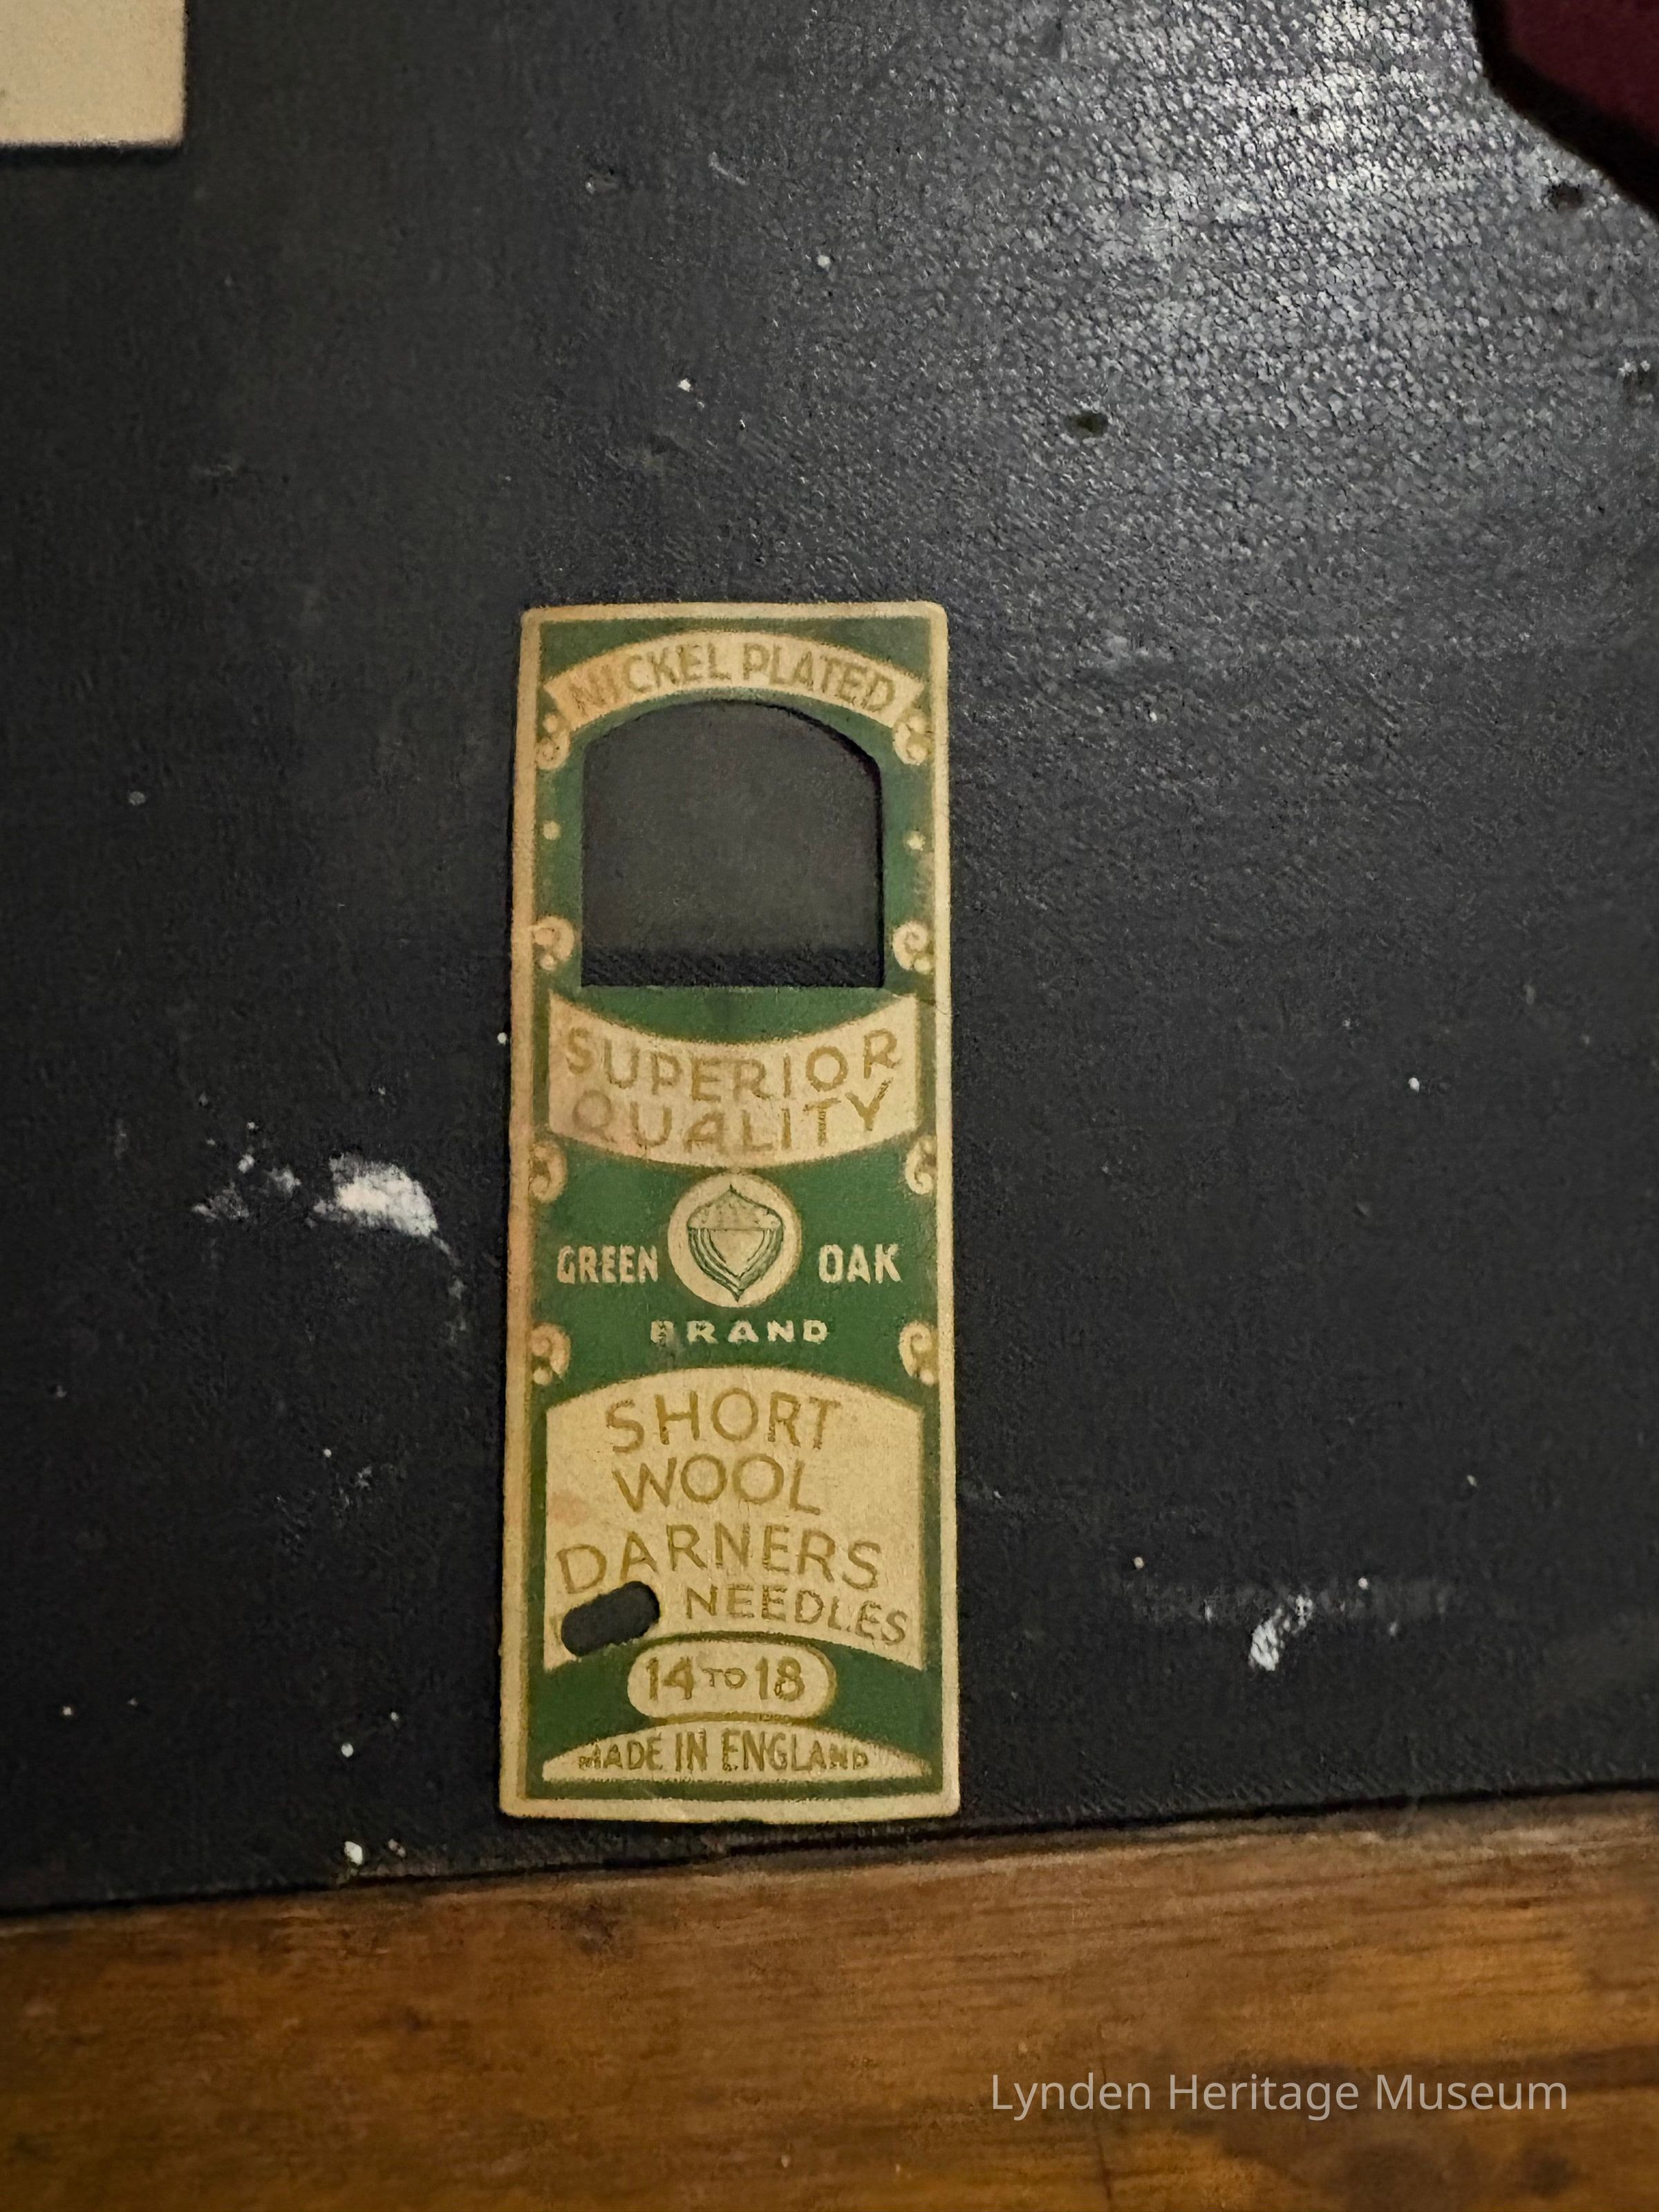 NICKEL PLATED
SUPERIOR
QUALITY
GREEN OAK
BRAND
SHORT
WOOL
DARNERS
NEEDLES
14 TO 18
MADE IN ENGLAND
Lynden Heritage Museum